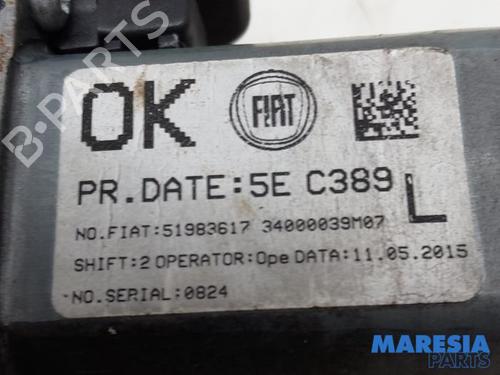 OK FIAT
PR.DATE:5E C389
L
NO.FIAT:51983617 34000039M07
SHIFT:2 OPERATOR:Ope DATA:11.05.2015
NO.SERIAL:0824
B-PARTS
MARESIA
PARTS